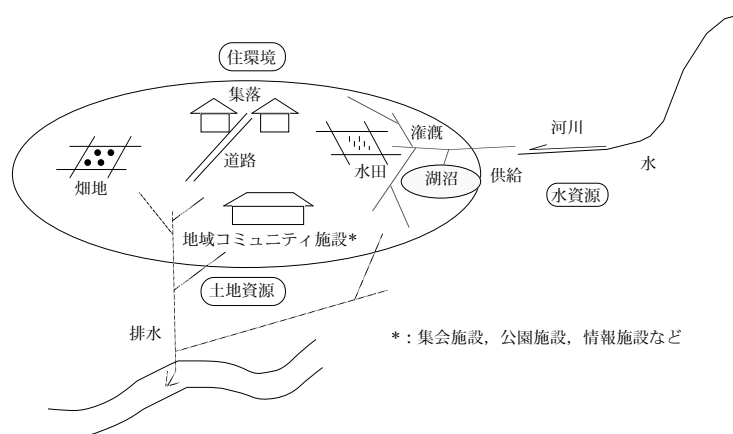 住環境
集落
道路
畑地
水田
灌漑
河川
水
湖沼
供給
水資源
地域コミュニティ施設*
土地資源
排水
*：集会施設，公園施設，情報施設など